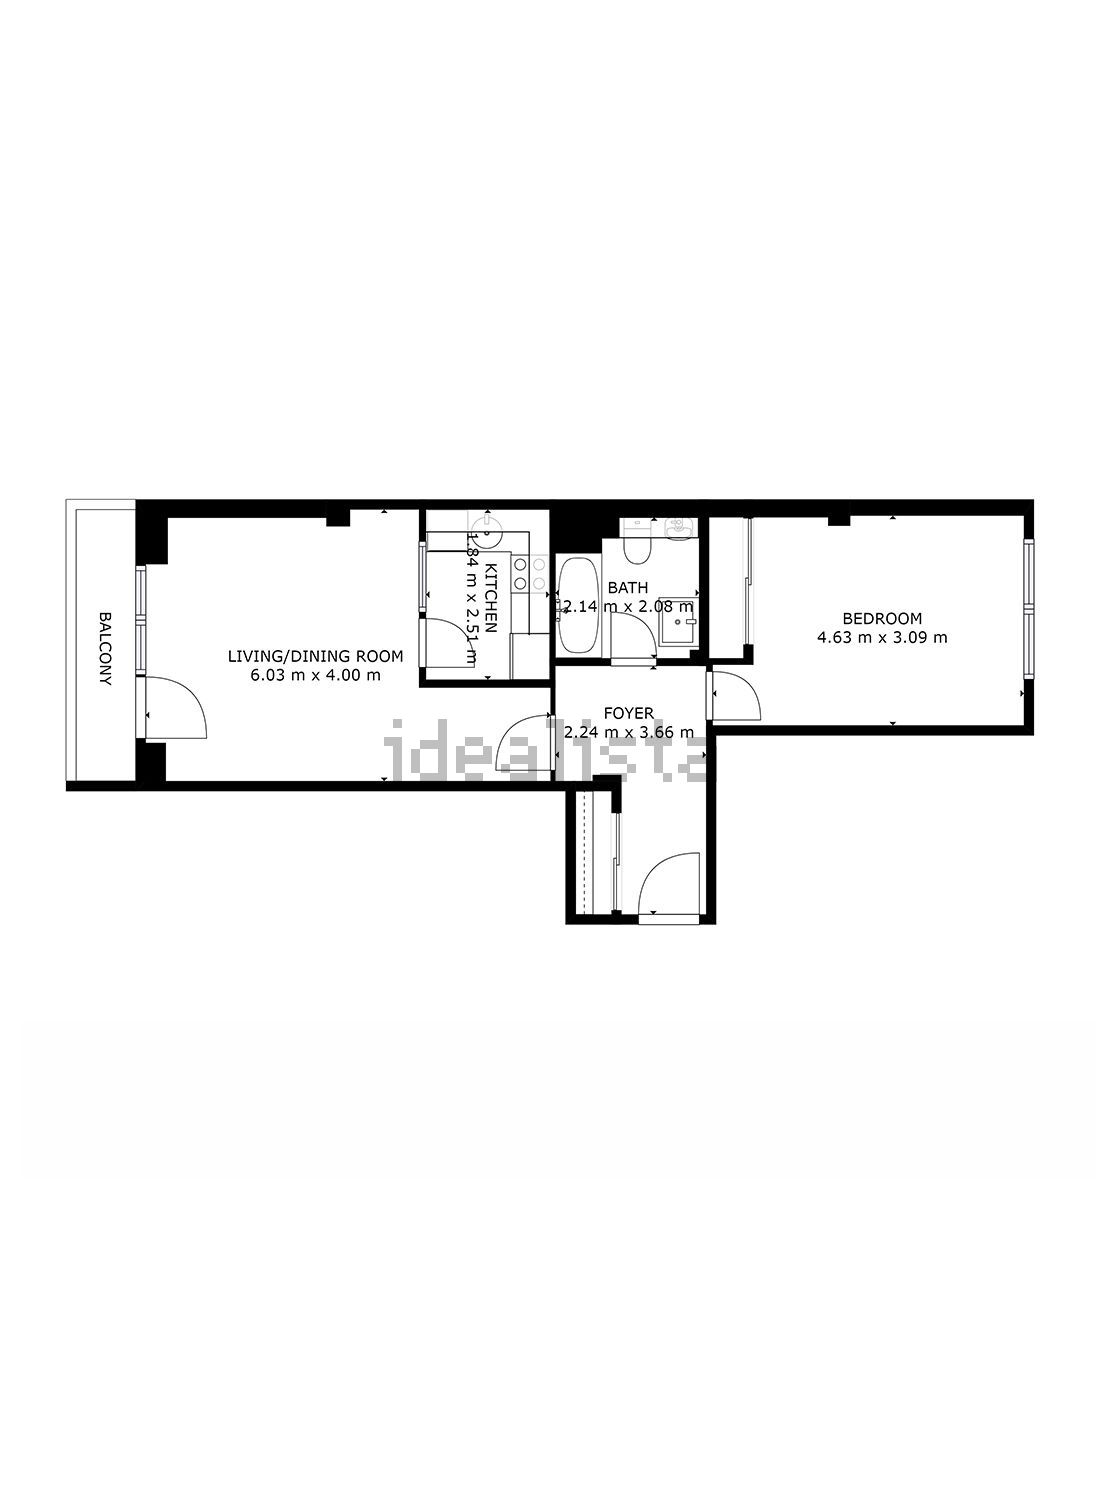 BALCONY
LIVING/DINING ROOM
6.03 m x 4.00 m
KITCHEN
1.84 m x 2.51 m
BATH
2.14 m x 2.08 m
BEDROOM
4.63 m x 3.09 m
FOYER
2.24 m x 3.66 m
idealista